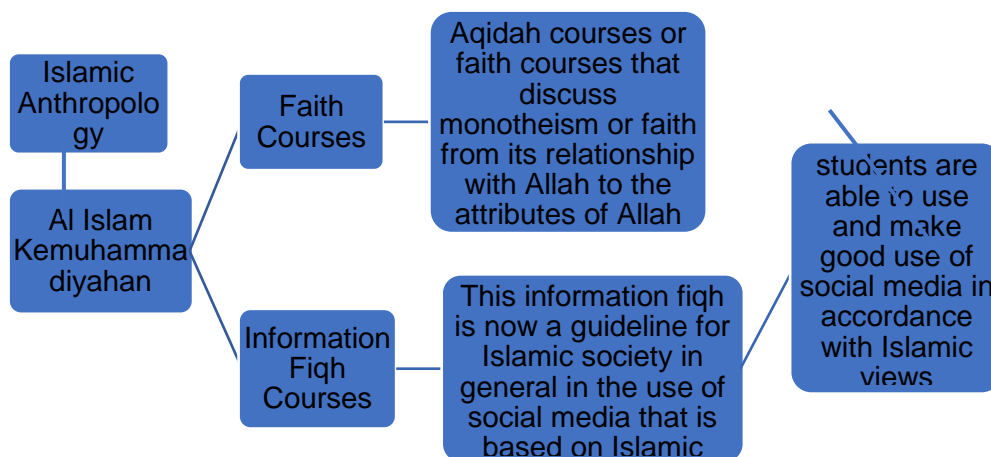 Islamic
Anthropolo
gy
Al Islam
Kemuhamma
diyahan
Faith
Courses
Aqidah courses or
faith courses that
discuss
monotheism or faith
from its relationship
with Allah to the
attributes of Allah
Information
Fiqh
Courses
This information fiqh
is now a guideline for
Islamic society in
general in the use of
social media that is
based on Islamic
students are
able to use
and make
good use of
social media in
accordance
with Islamic
views